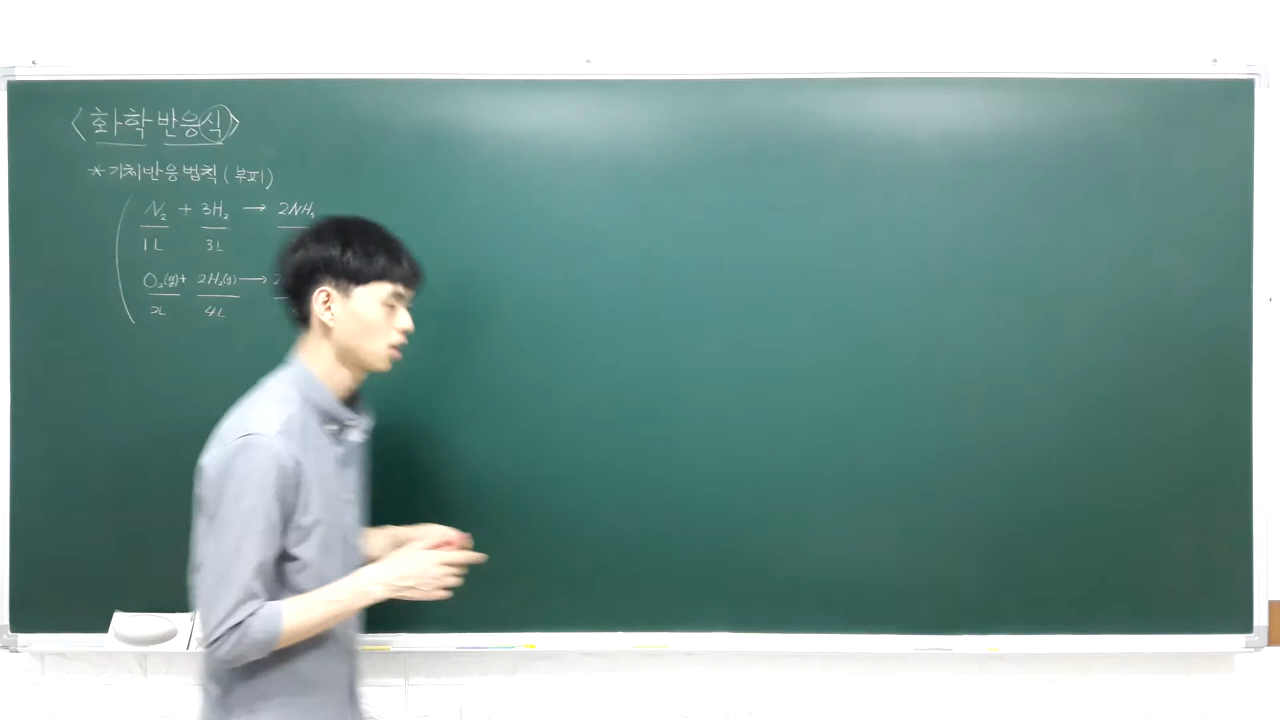 <화학 반응식>
* 기체반응법칙 (부피)
N₂ + 3H₂ → 2NH₃
1L 3L
O₂(g) + 2H₂(g) → 2
2L 4L